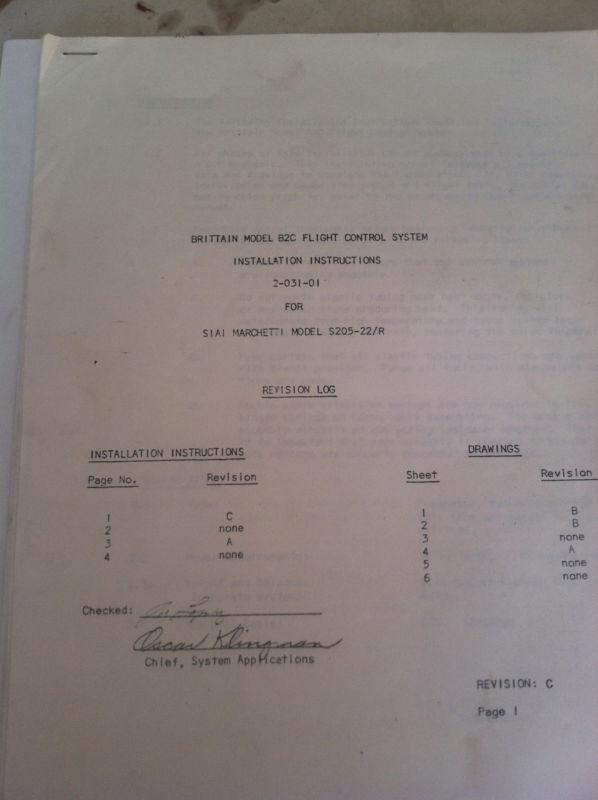 BRITTAIN MODEL B2C FLIGHT CONTROL SYSTEM
INSTALLATION INSTRUCTIONS
2-031-01
FOR
SIAI MARCHETTI MODEL S205-22/R
REVISION LOG
INSTALLATION INSTRUCTIONS DRAWINGS
Page No. Revision Sheet Revision
1 C 1 B
2 none 2 B
3 A 3 none
4 none 4 A
5 none
6 none
Checked:
Oscar Klingman
Chief, System Applications
REVISION: C
Page 1